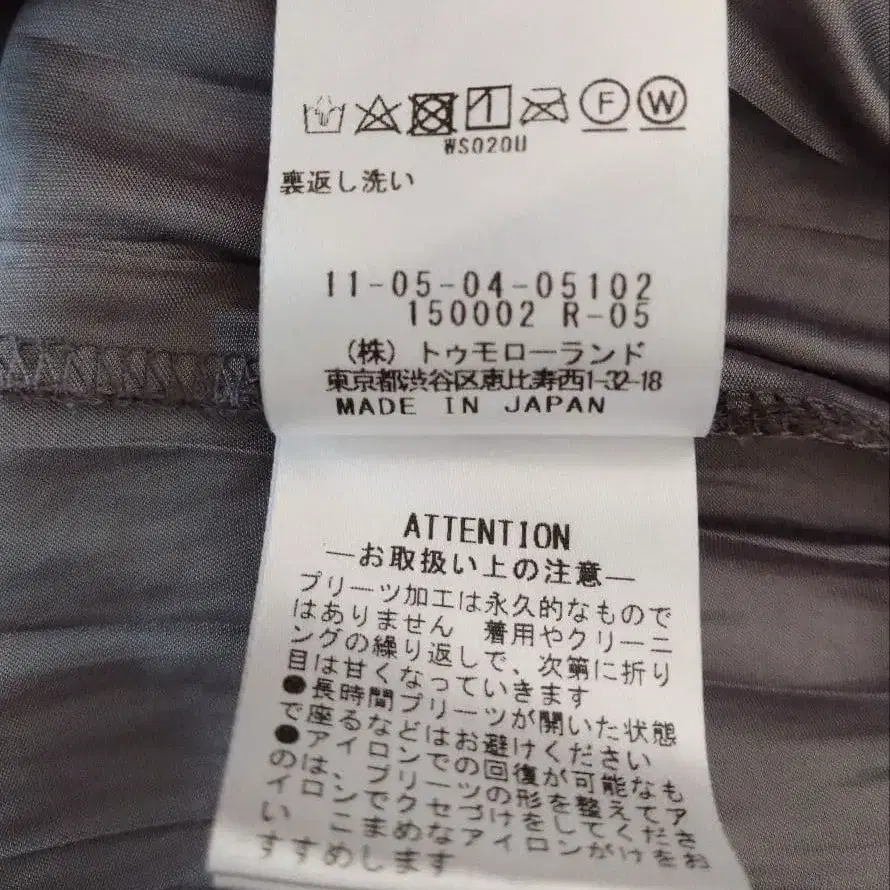 F W
WS020U
裏返し洗い
11-05-04-05102
150002 R-05
(株) トゥモローランド
東京都渋谷区恵比寿西1-32-18
MADE IN JAPAN
ATTENTION
―お取扱い上の注意―
プリーツ加工は永久的なもので
はありません 着用やクリーニ
ングの繰り返しで、次第に折り
目は甘くなっていきます
●長時間プリーツが開いた状態
で座るなどはお避けください
●アイロンでの回復が可能なも
のは、プリーツの形を整えてア
イロンでクセづけをしてくださ
い こまめなアイロンがけをお
すすめします